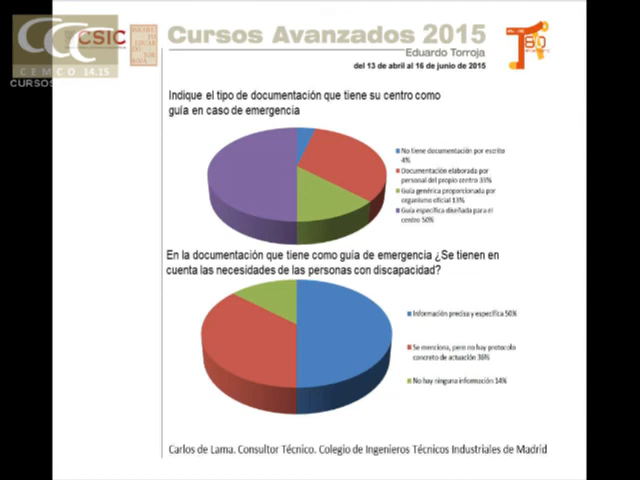 CCC
CEMCO 14.15
CURSOS
CSIC
Cursos Avanzados 2015
Eduardo Torroja
del 13 de abril al 16 de junio de 2015
Indique el tipo de documentación que tiene su centro como
guía en caso de emergencia
No tiene documentación por escrito
4%
Documentación elaborada por
personal del propio centro 33%
Guía genérica proporcionada por
organismo oficial 13%
Guía específica diseñada para el
centro 50%
En la documentación que tiene como guía de emergencia ¿Se tienen en
cuenta las necesidades de las personas con discapacidad?
Información precisa y específica 50%
Se menciona, pero no hay protocolo
concreto de actuación 36%
No hay ninguna información 14%
Carlos de Lama. Consultor Técnico. Colegio de Ingenieros Técnicos Industriales de Madrid